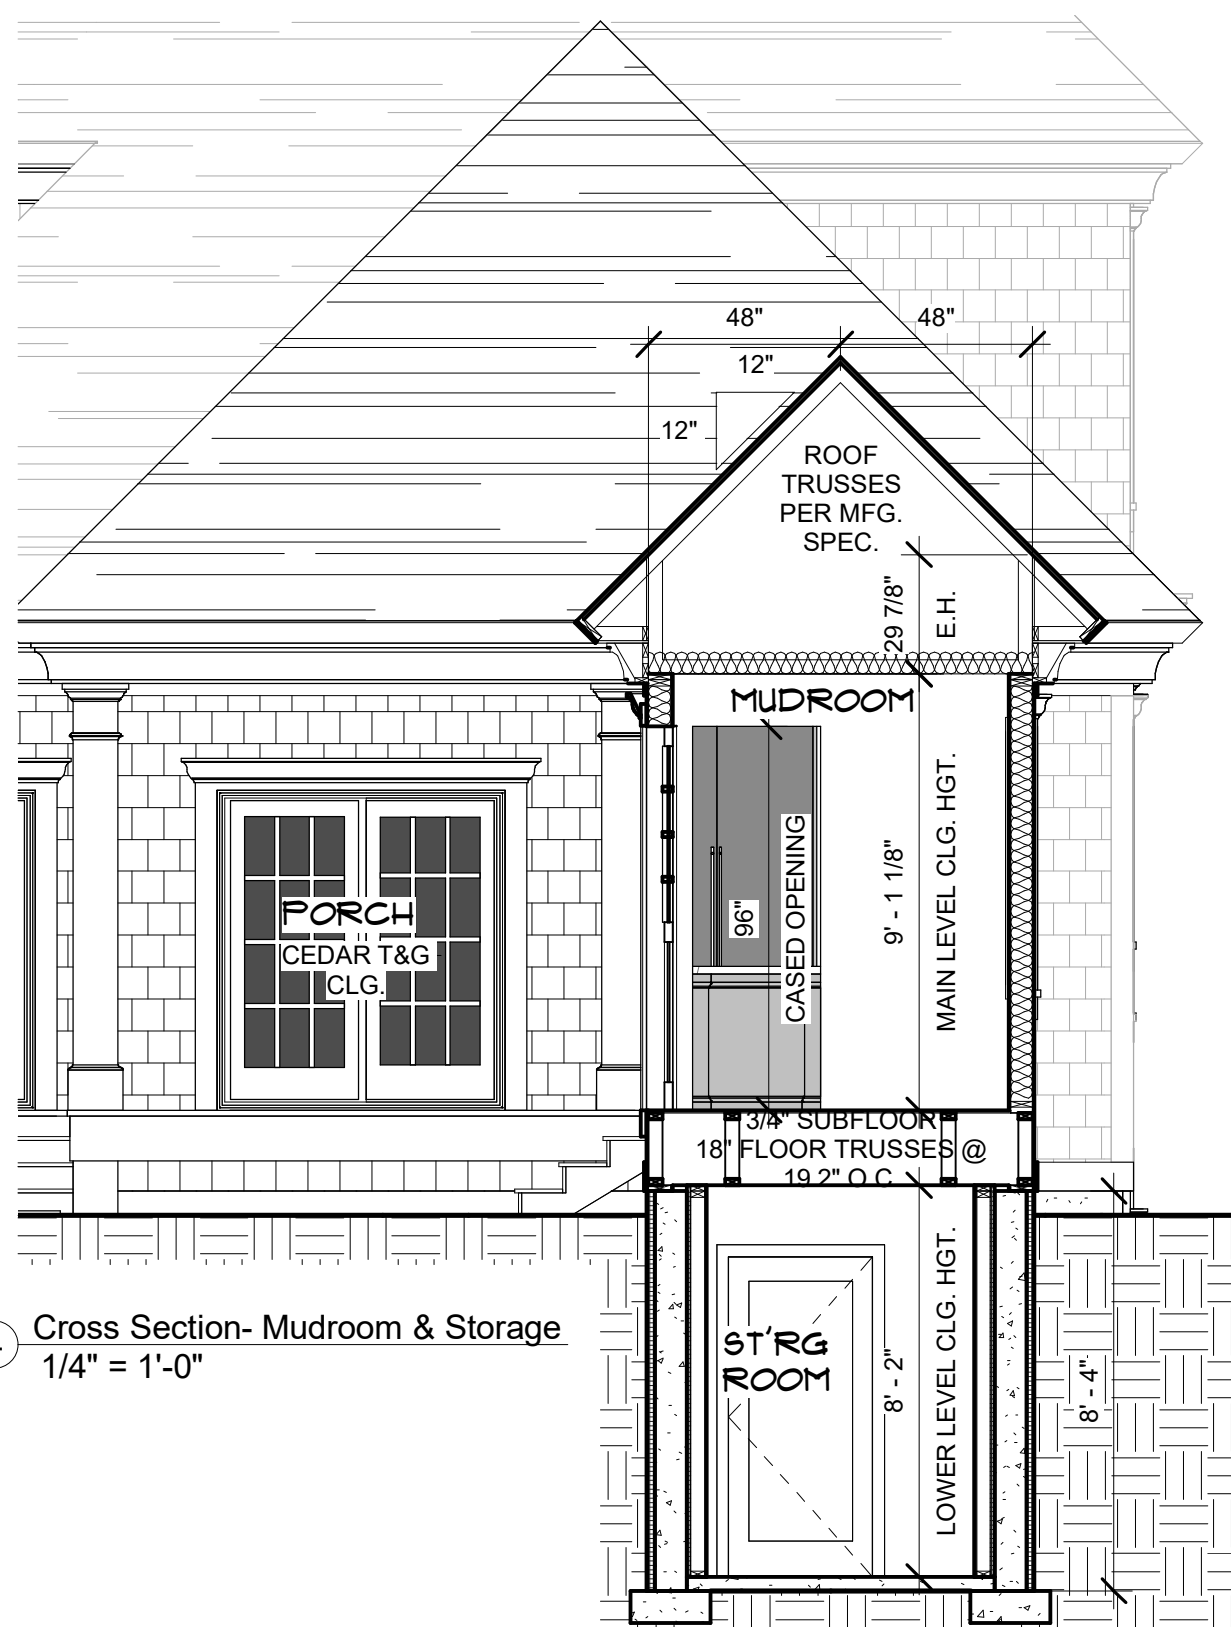 48"
48"
12"
12"
ROOF
TRUSSES
PER MFG.
SPEC.
29 7/8"
E.H.
MUDROOM
96"
CASED OPENING
9' - 1 1/8"
MAIN LEVEL CLG. HGT.
PORCH
CEDAR T&G
CLG.
3/4" SUBFLOOR
18" FLOOR TRUSSES @
19.2" O.C.
ST'RG
ROOM
8' - 2"
LOWER LEVEL CLG. HGT.
8' - 4"
Cross Section- Mudroom & Storage
1/4" = 1'-0"